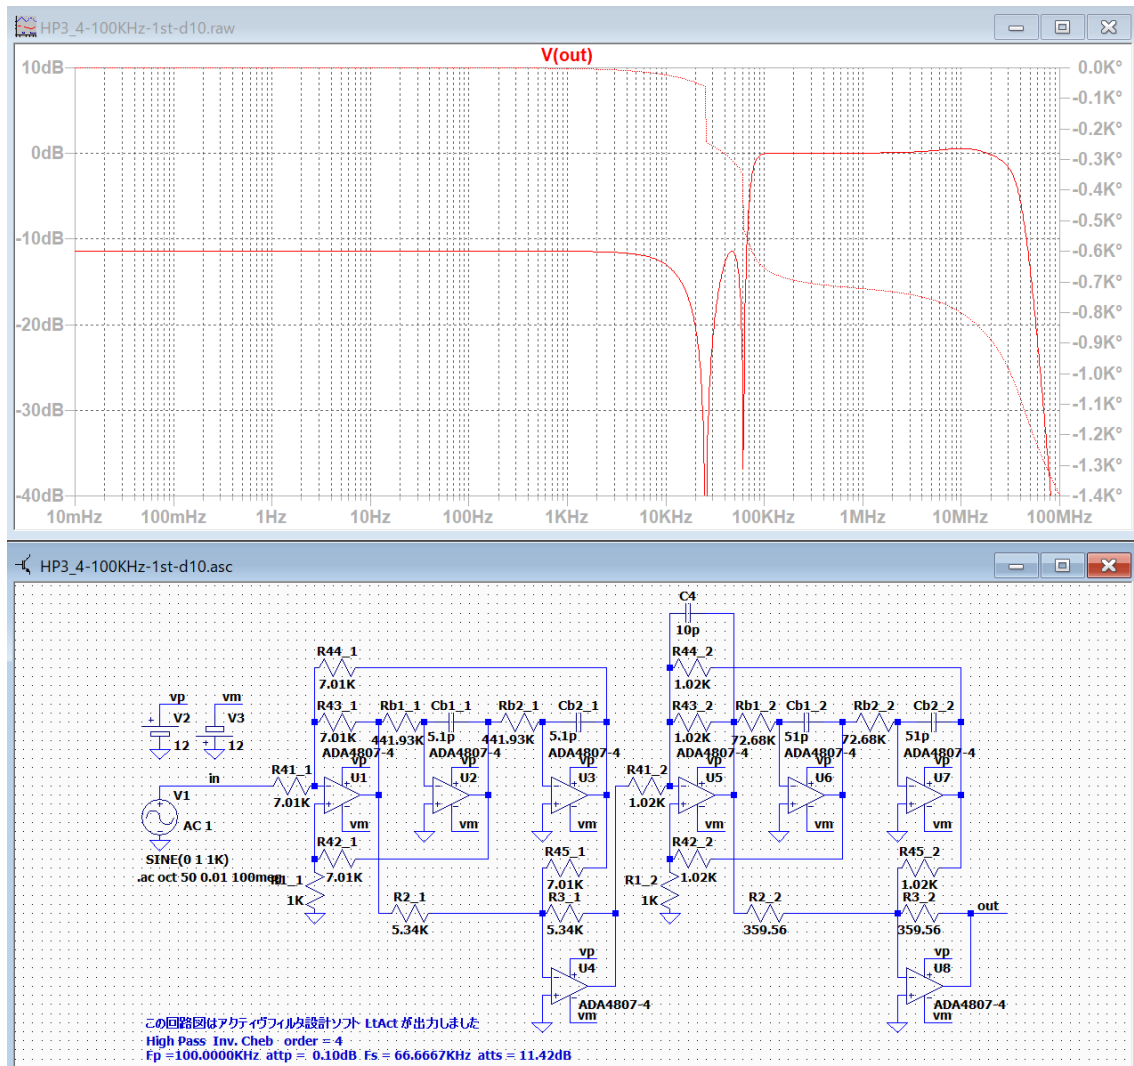 HP3_4-100KHz-1st-d10.raw
V(out)
10dB
0dB
-10dB
-20dB
-30dB
-40dB
0.0K°
-0.1K°
-0.2K°
-0.3K°
-0.4K°
-0.5K°
-0.6K°
-0.7K°
-0.8K°
-0.9K°
-1.0K°
-1.1K°
-1.2K°
-1.3K°
-1.4K°
10mHz 100mHz 1Hz 10Hz 100Hz 1KHz 10KHz 100KHz 1MHz 10MHz 100MHz
HP3_4-100KHz-1st-d10.asc
C4
10p
R44_1
7.01K
R44_2
1.02K
vp vm
V2 V3
12 12
R43_1 Rb1_1 Cb1_1 Rb2_1 Cb2_1
7.01K 441.93K 5.1p 441.93K 5.1p
R43_2 Rb1_2 Cb1_2 Rb2_2 Cb2_2
1.02K 72.68K 51p 72.68K 51p
ADA4807-4 ADA4807-4 ADA4807-4
ADA4807-4 ADA4807-4 ADA4807-4
vp vp vp vp vp vp
in
R41_1
7.01K
U1 U2 U3
R41_2
1.02K
U5 U6 U7
vm vm vm vm vm vm
V1
AC 1
SINE(0 1 1K)
.ac oct 50 0.01 100meg
R42_1
7.01K
R1_1
1K
R45_1
7.01K
R42_2
1.02K
R1_2
1K
R45_2
1.02K
R2_1
5.34K
R3_1
5.34K
R2_2
359.56
R3_2
359.56
out
vp
U4
ADA4807-4
vm
vp
U8
ADA4807-4
vm
この回路図はアクティヴフィルタ設計ソフト LtAct が出力しました
High Pass Inv. Cheb order = 4
Fp =100.0000KHz attp = 0.10dB Fs = 66.6667KHz atts = 11.42dB